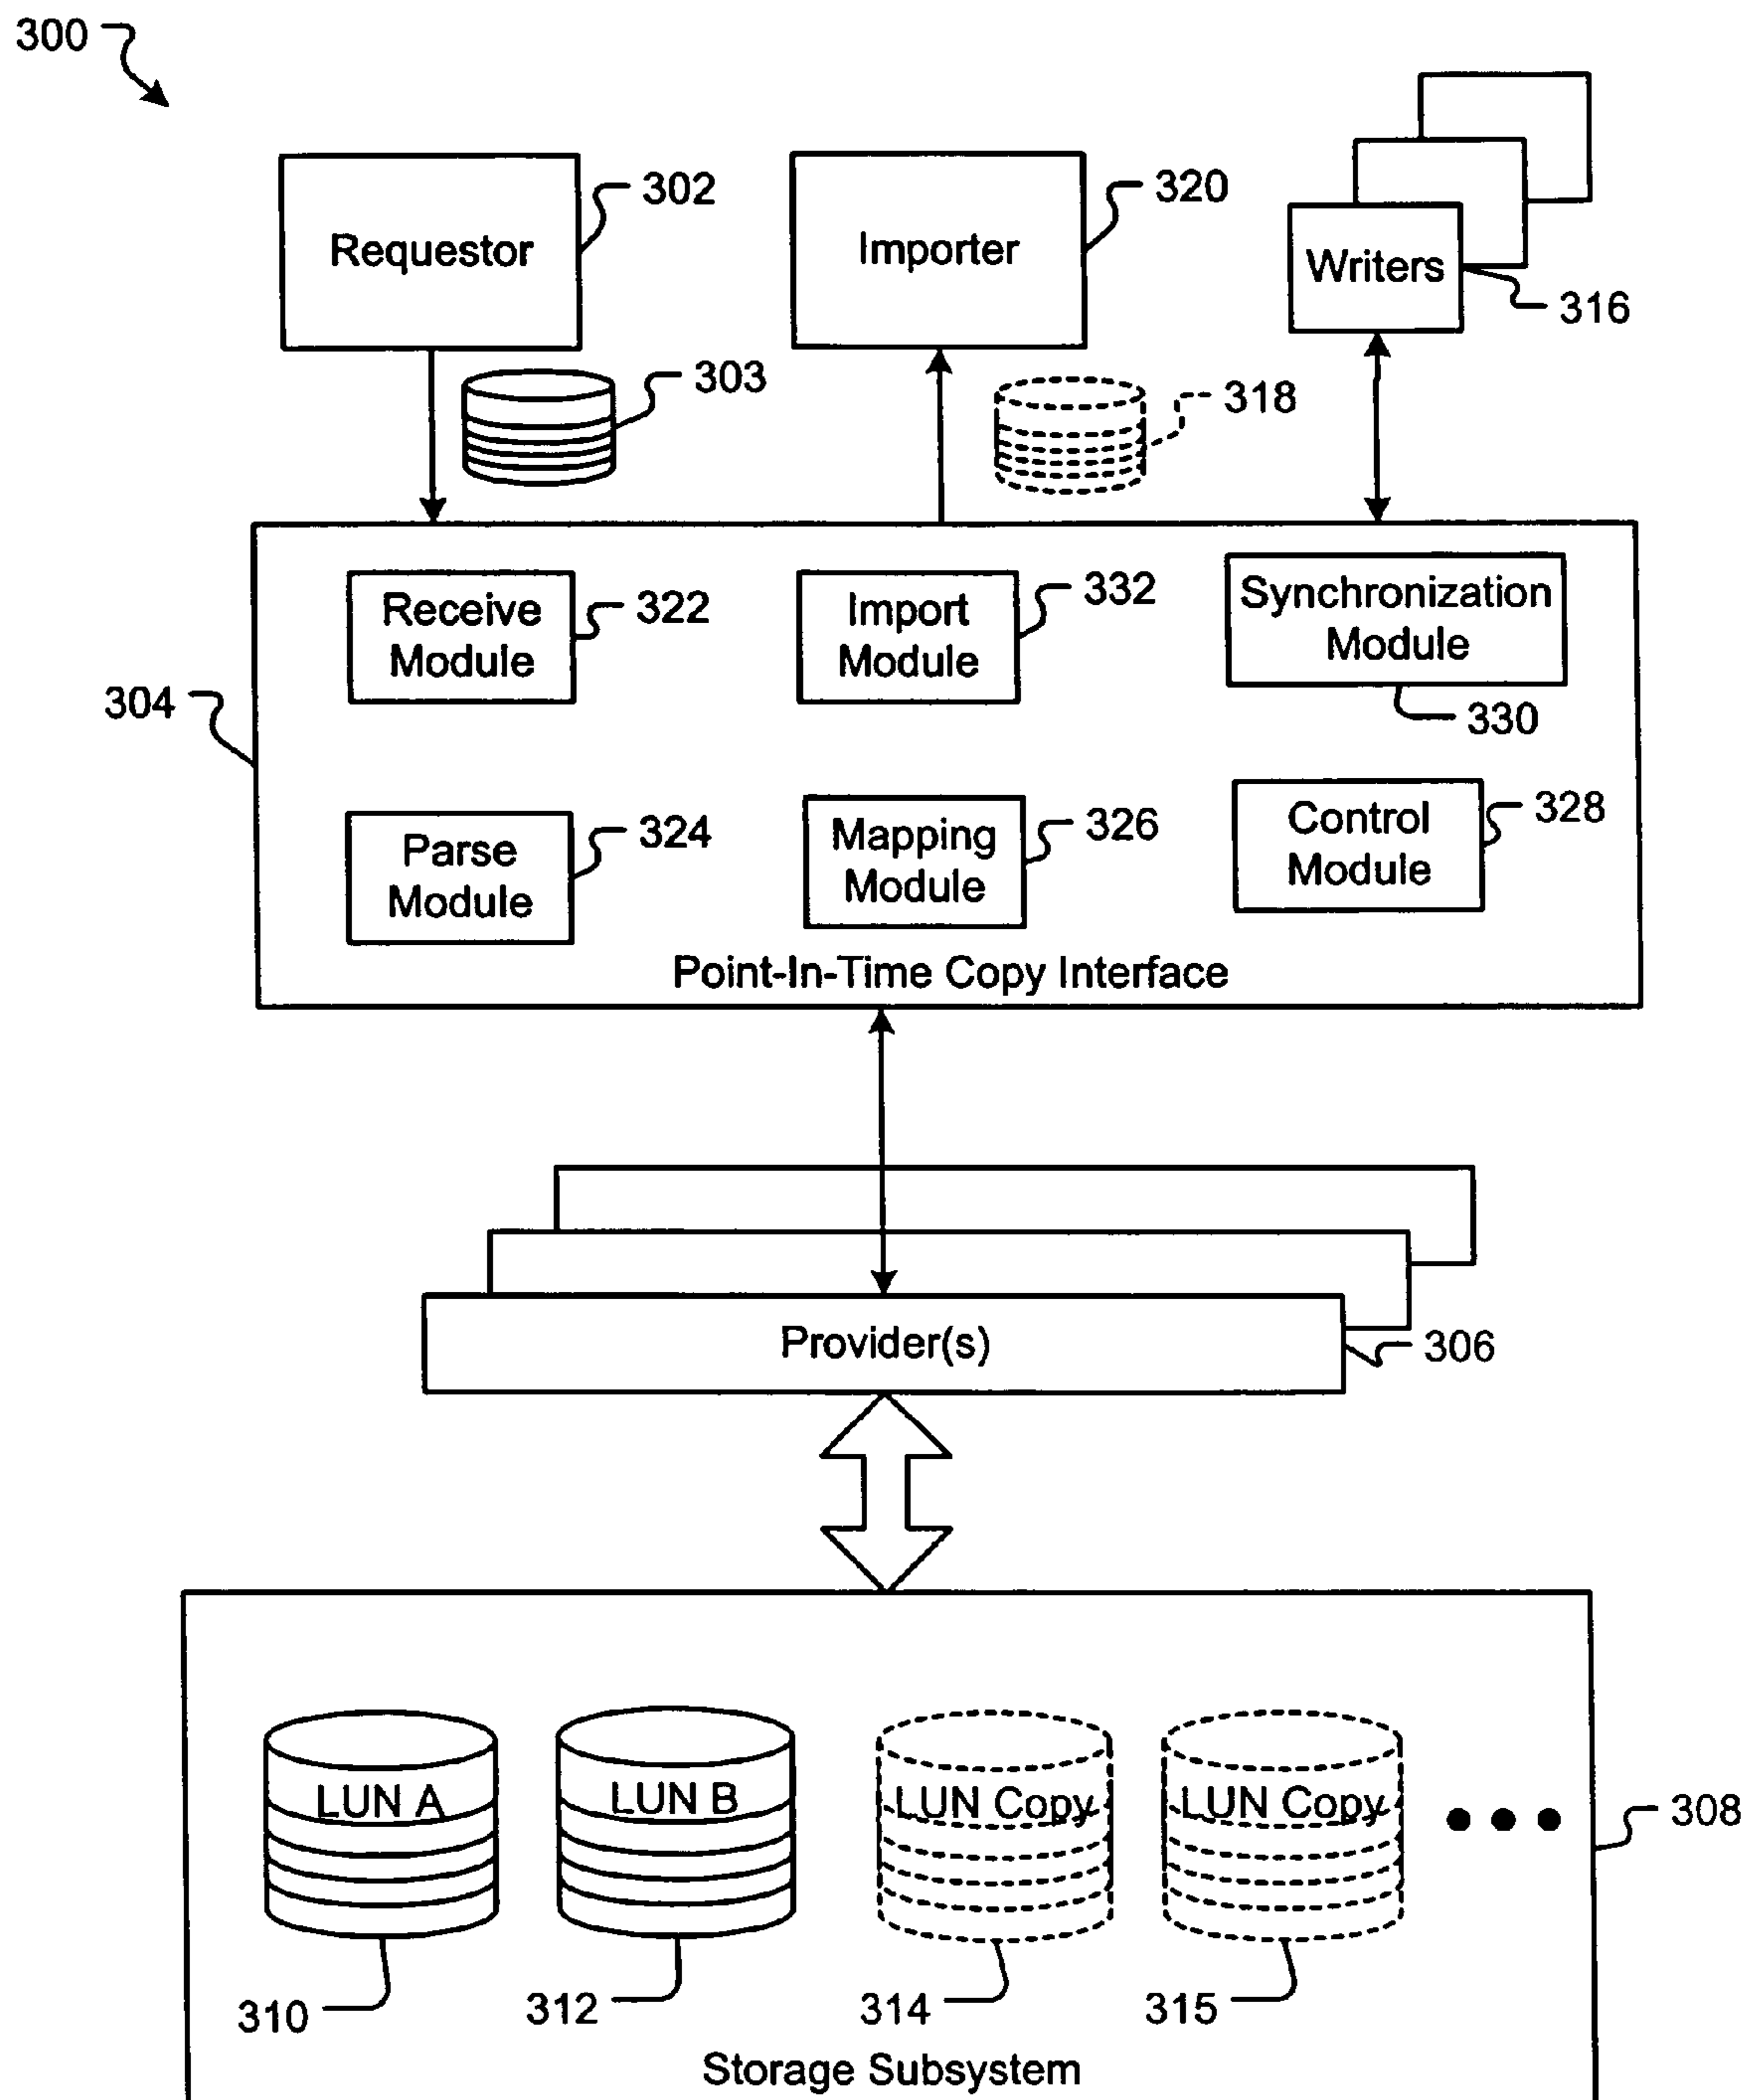 300
Requestor
302
Importer
320
Writers
316
303
318
Receive
Module
322
Import
Module
332
Synchronization
Module
330
304
Parse
Module
324
Mapping
Module
326
Control
Module
328
Point-In-Time Copy Interface
Provider(s)
306
LUN A
LUN B
LUN Copy
LUN Copy
308
310
312
314
315
Storage Subsystem